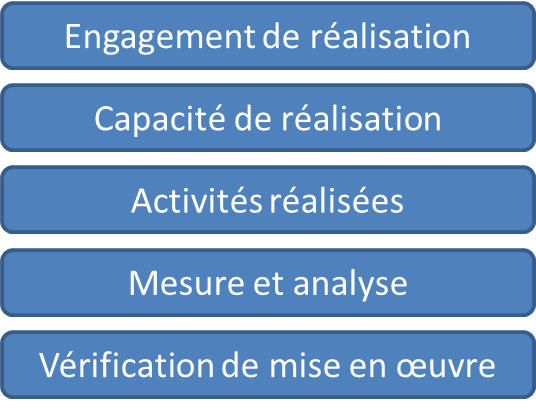 Engagement de réalisation
Capacité de réalisation
Activités réalisées
Mesure et analyse
Vérification de mise en œuvre